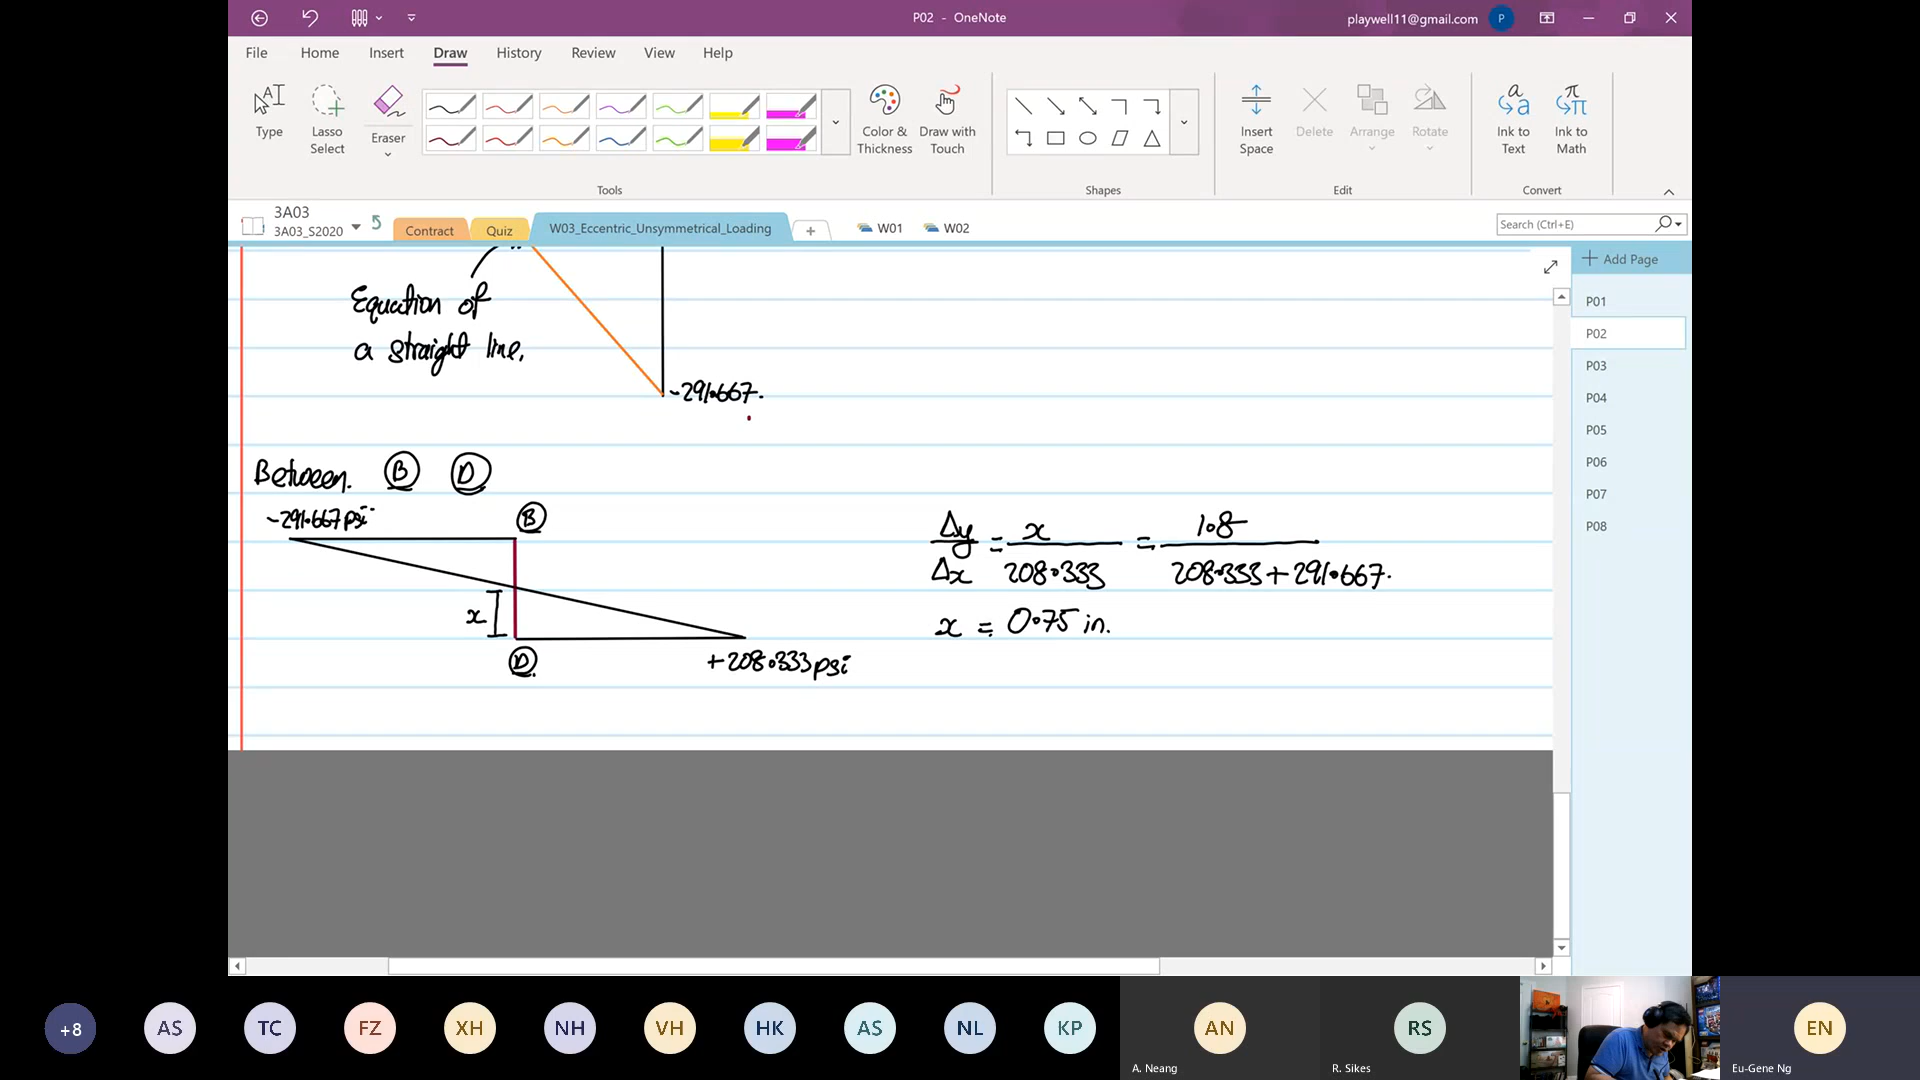 P02 - OneNote
playwell11@gmail.com
P
File Home Insert Draw History Review View Help
Type
Lasso Select
Eraser
Color & Thickness
Draw with Touch
Insert Space
Delete
Arrange
Rotate
Ink to Text
Ink to Math
Tools
Shapes
Edit
Convert
3A03
3A03_S2020
Contract
Quiz
W03_Eccentric_Unsymmetrical_Loading
W01
W02
Search (Ctrl+E)
Add Page
P01
P02
P03
P04
P05
P06
P07
P08
Equation of
a straight line.
-291.667.
Between. B D
-291.667 psi
B
x
D
+208.333 psi
Δy/Δx = x/208.333 = 1.8/208.333+291.667.
x = 0.75 in.
+8
AS
TC
FZ
XH
NH
VH
HK
AS
NL
KP
AN
RS
EN
A. Neang
R. Sikes
Eu-Gene Ng